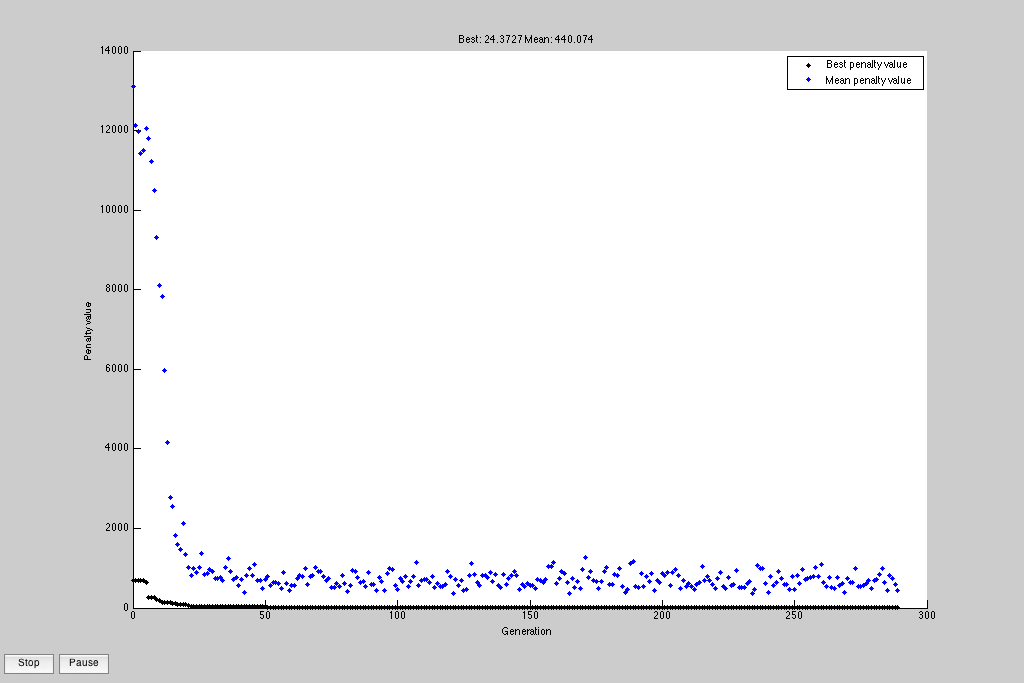 Best: 24.3727 Mean: 440.074
14000
12000
10000
8000
6000
4000
2000
0
Penalty value
Best penalty value
Mean penalty value
0 50 100 150 200 250 300
Generation
Stop Pause